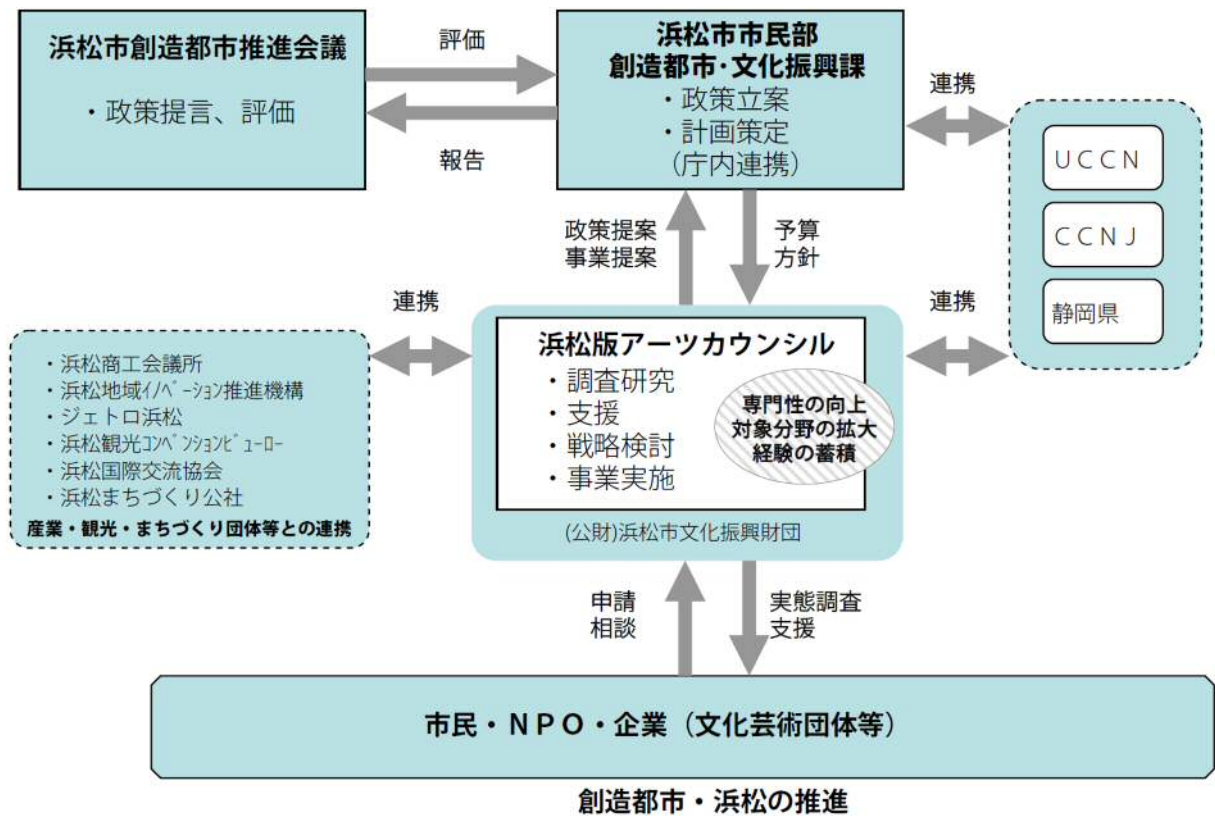 浜松市創造都市推進会議
・政策提言、評価
評価
報告
浜松市市民部
創造都市・文化振興課
・政策立案
・計画策定
(庁内連携)
連携
UCCN
CCNJ
静岡県
政策提案
事業提案
予算
方針
連携
連携
・浜松商工会議所
・浜松地域ｲﾉﾍﾞｰｼｮﾝ推進機構
・ジェトロ浜松
・浜松観光ｺﾝﾍﾞﾝｼｮﾝﾋﾞｭｰﾛｰ
・浜松国際交流協会
・浜松まちづくり公社
産業・観光・まちづくり団体等との連携
浜松版アーツカウンシル
・調査研究
・支援
・戦略検討
・事業実施
専門性の向上
対象分野の拡大
経験の蓄積
(公財)浜松市文化振興財団
申請
相談
実態調査
支援
市民・ＮＰＯ・企業（文化芸術団体等）
創造都市・浜松の推進